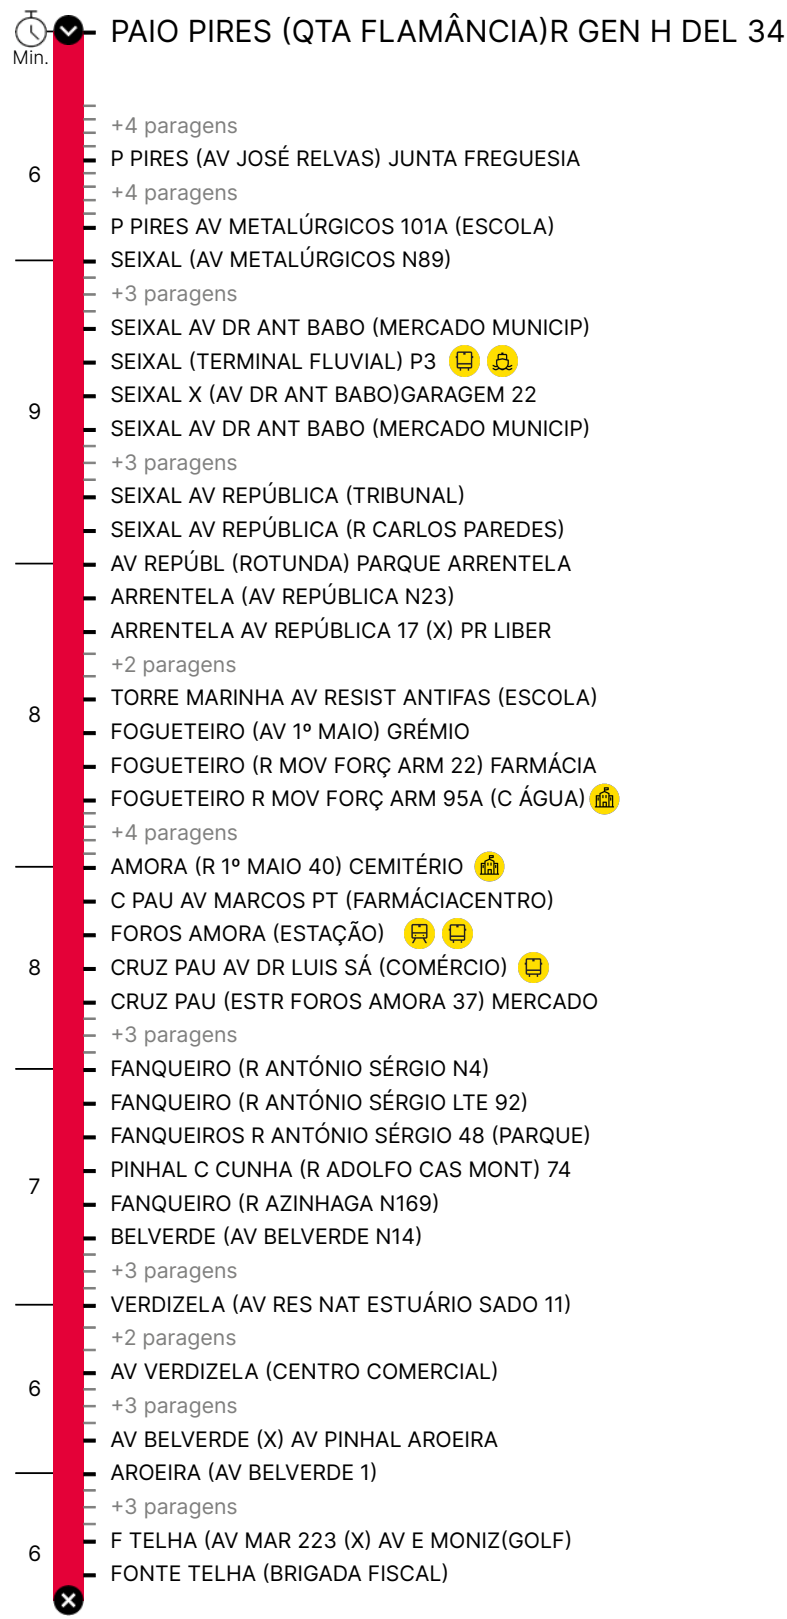 PAIO PIRES (QTA FLAMÂNCIA)R GEN H DEL 34
Min.
+4 paragens
P PIRES (AV JOSÉ RELVAS) JUNTA FREGUESIA
6
+4 paragens
P PIRES AV METALÚRGICOS 101A (ESCOLA)
SEIXAL (AV METALÚRGICOS N89)
+3 paragens
SEIXAL AV DR ANT BABO (MERCADO MUNICIP)
SEIXAL (TERMINAL FLUVIAL) P3
SEIXAL X (AV DR ANT BABO)GARAGEM 22
9
SEIXAL AV DR ANT BABO (MERCADO MUNICIP)
+3 paragens
SEIXAL AV REPÚBLICA (TRIBUNAL)
SEIXAL AV REPÚBLICA (R CARLOS PAREDES)
AV REPÚBL (ROTUNDA) PARQUE ARRENTELA
ARRENTELA (AV REPÚBLICA N23)
ARRENTELA AV REPÚBLICA 17 (X) PR LIBER
+2 paragens
TORRE MARINHA AV RESIST ANTIFAS (ESCOLA)
8
FOGUETEIRO (AV 1º MAIO) GRÉMIO
FOGUETEIRO (R MOV FORÇ ARM 22) FARMÁCIA
FOGUETEIRO R MOV FORÇ ARM 95A (C ÁGUA)
+4 paragens
AMORA (R 1º MAIO 40) CEMITÉRIO
C PAU AV MARCOS PT (FARMÁCIACENTRO)
FOROS AMORA (ESTAÇÃO)
8
CRUZ PAU AV DR LUIS SÁ (COMÉRCIO)
CRUZ PAU (ESTR FOROS AMORA 37) MERCADO
+3 paragens
FANQUEIRO (R ANTÓNIO SÉRGIO N4)
FANQUEIRO (R ANTÓNIO SÉRGIO LTE 92)
FANQUEIROS R ANTÓNIO SÉRGIO 48 (PARQUE)
PINHAL C CUNHA (R ADOLFO CAS MONT) 74
7
FANQUEIRO (R AZINHAGA N169)
BELVERDE (AV BELVERDE N14)
+3 paragens
VERDIZELA (AV RES NAT ESTUÁRIO SADO 11)
+2 paragens
AV VERDIZELA (CENTRO COMERCIAL)
6
+3 paragens
AV BELVERDE (X) AV PINHAL AROEIRA
AROEIRA (AV BELVERDE 1)
+3 paragens
F TELHA (AV MAR 223 (X) AV E MONIZ(GOLF)
6
FONTE TELHA (BRIGADA FISCAL)